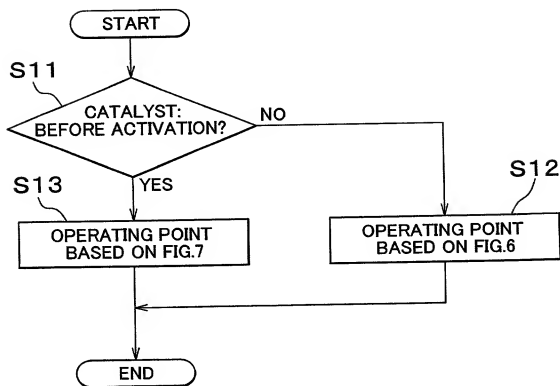 START
S11
CATALYST:
BEFORE ACTIVATION?
NO
YES
S13
S12
OPERATING POINT
BASED ON FIG.7
OPERATING POINT
BASED ON FIG.6
END